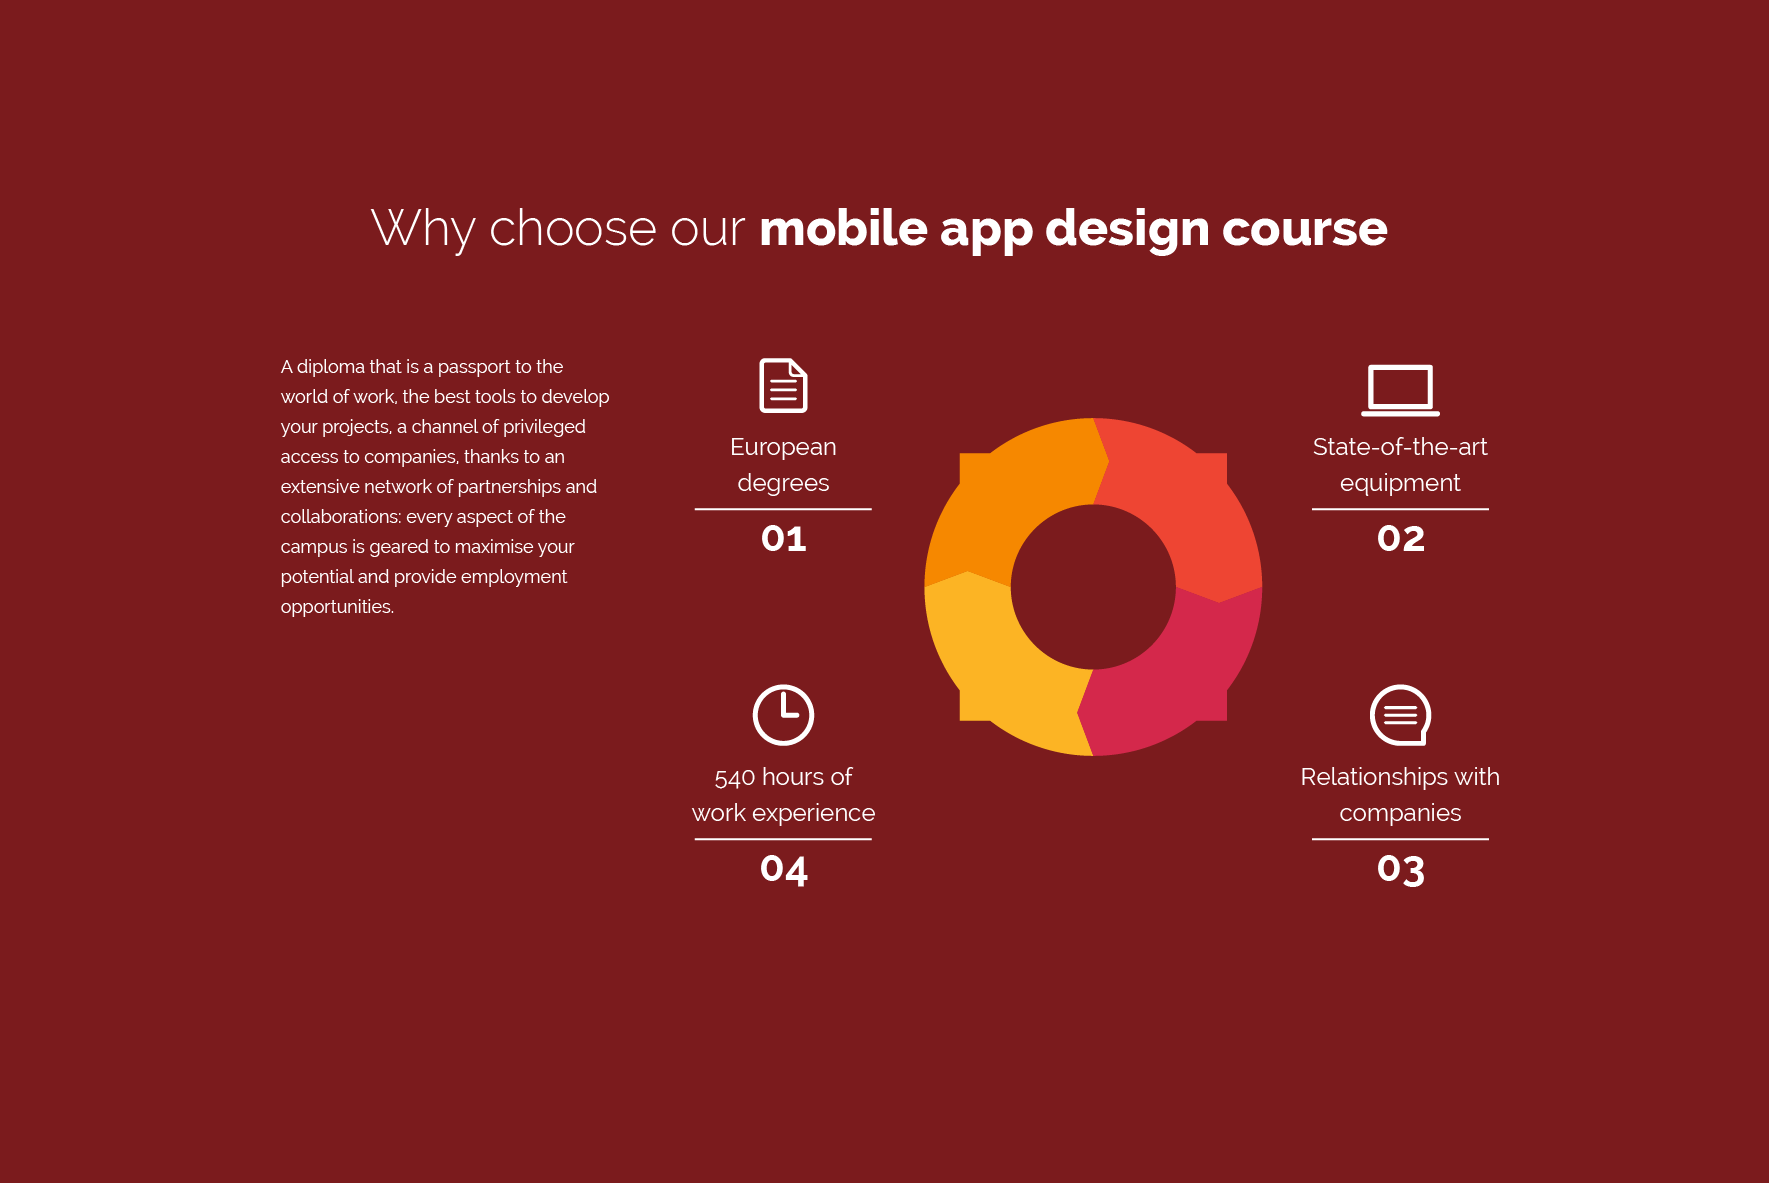 Why choose our mobile app design course
A diploma that is a passport to the
world of work, the best tools to develop
your projects, a channel of privileged
access to companies, thanks to an
extensive network of partnerships and
collaborations: every aspect of the
campus is geared to maximise your
potential and provide employment
opportunities.
European
degrees
01
State-of-the-art
equipment
02
Relationships with
companies
03
540 hours of
work experience
04